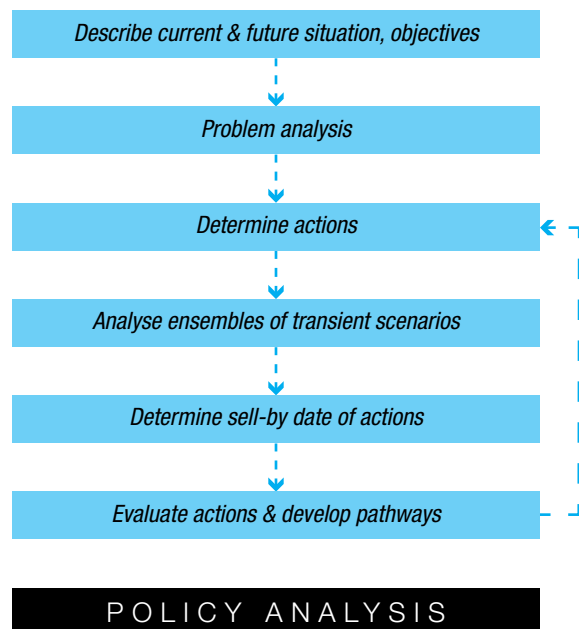 Describe current & future situation, objectives
Problem analysis
Determine actions
Analyse ensembles of transient scenarios
Determine sell-by date of actions
Evaluate actions & develop pathways
POLICY ANALYSIS